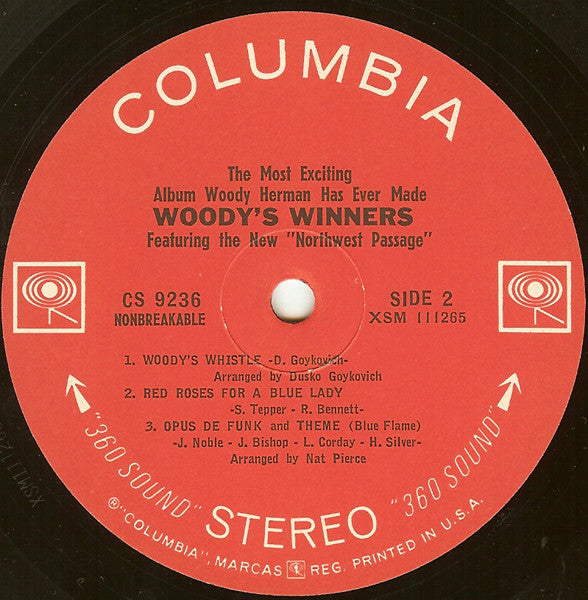 COLUMBIA
The Most Exciting
Album Woody Herman Has Ever Made
WOODY'S WINNERS
Featuring the New "Northwest Passage"
CS 9236
NONBREAKABLE
SIDE 2
XSM 111265
1. WOODY'S WHISTLE -D. Goykovich-
Arranged by Dusko Goykovich
2. RED ROSES FOR A BLUE LADY
-S. Tepper - R. Bennett-
3. OPUS DE FUNK and THEME (Blue Flame)
-J. Noble - J. Bishop - L. Corday - H. Silver-
Arranged by Nat Pierce
"360 SOUND" STEREO "360 SOUND"
®"COLUMBIA", MARCAS REG. PRINTED IN U.S.A.